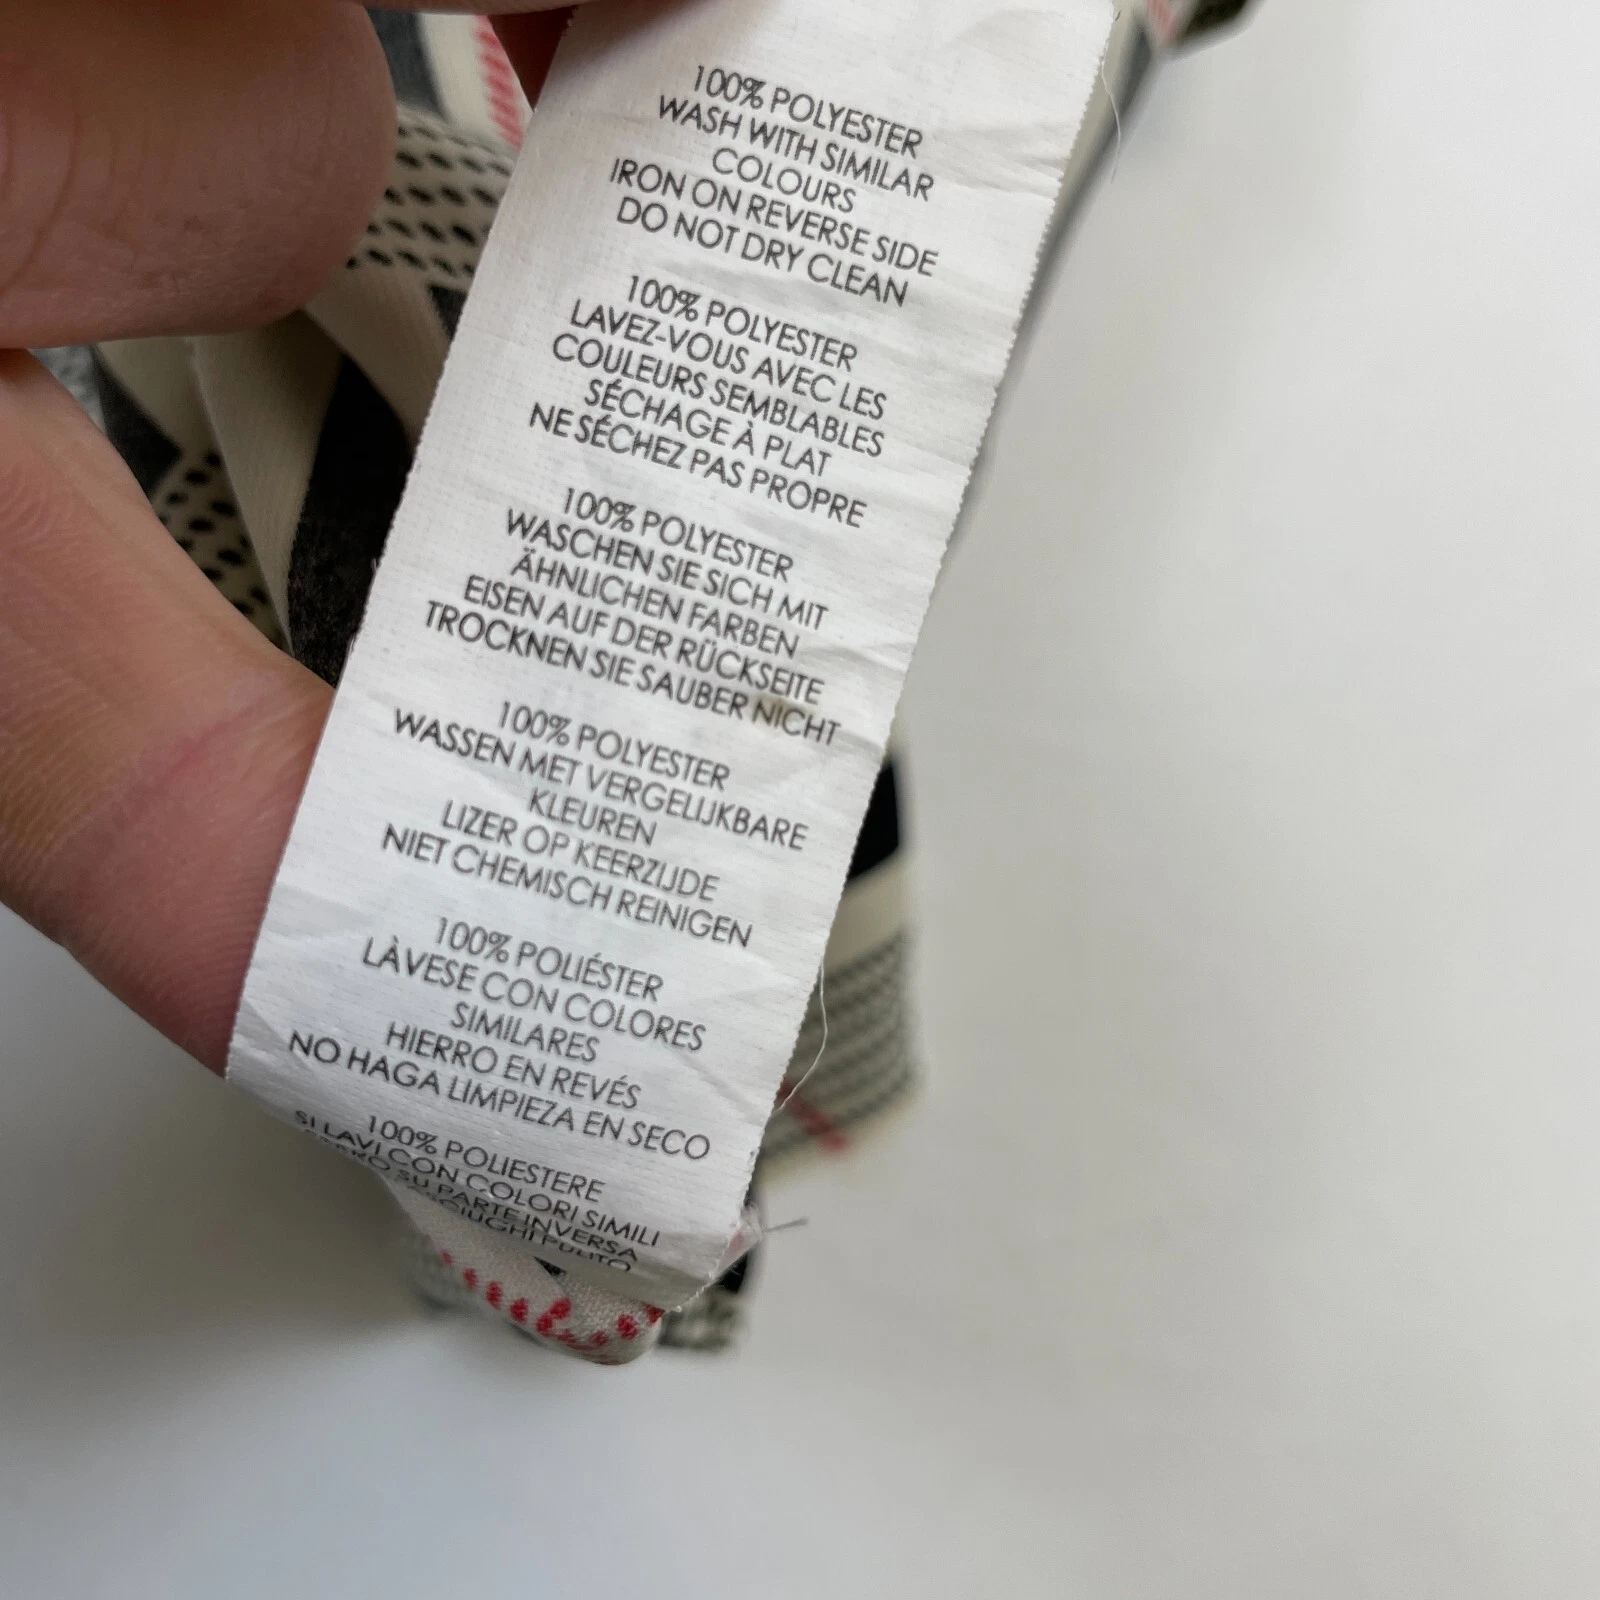 100% POLYESTER
WASH WITH SIMILAR
COLOURS
IRON ON REVERSE SIDE
DO NOT DRY CLEAN
100% POLYESTER
LAVEZ-VOUS AVEC LES
COULEURS SEMBLABLES
SÉCHAGE À PLAT
NE SÉCHEZ PAS PROPRE
100% POLYESTER
WASCHEN SIE SICH MIT
ÄHNLICHEN FARBEN
EISEN AUF DER RÜCKSEITE
TROCKNEN SIE SAUBER NICHT
100% POLYESTER
WASSEN MET VERGELIJKBARE
KLEUREN
LIZER OP KEERZIJDE
NIET CHEMISCH REINIGEN
100% POLIÉSTER
LÀVESE CON COLORES
SIMILARES
HIERRO EN REVÉS
NO HAGA LIMPIEZA EN SECO
100% POLIESTERE
SI LAVI CON COLORI SIMILI
SU PARTE INVERSA
PULITO